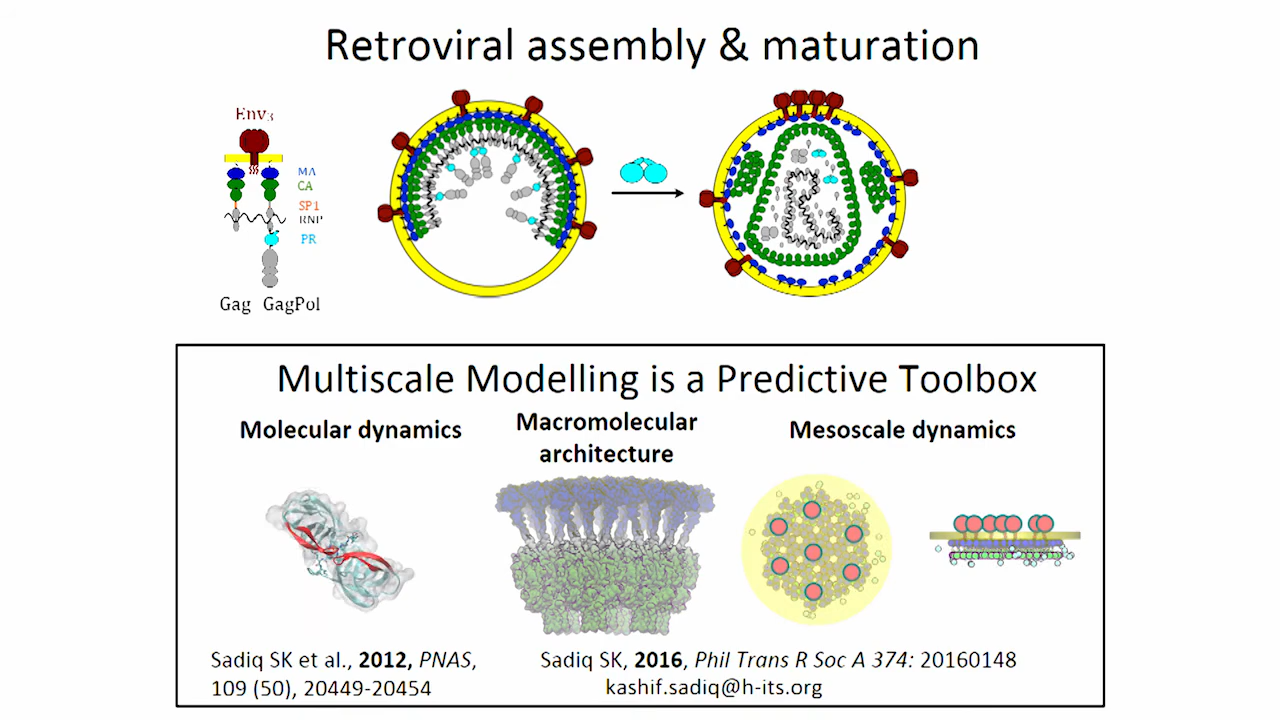 Retroviral assembly & maturation
Env3
MA
CA
SP1
RNP
PR
Gag GagPol
Multiscale Modelling is a Predictive Toolbox
Molecular dynamics
Macromolecular
architecture
Mesoscale dynamics
Sadiq SK et al., 2012, PNAS,
109 (50), 20449-20454
Sadiq SK, 2016, Phil Trans R Soc A 374: 20160148
kashif.sadiq@h-its.org